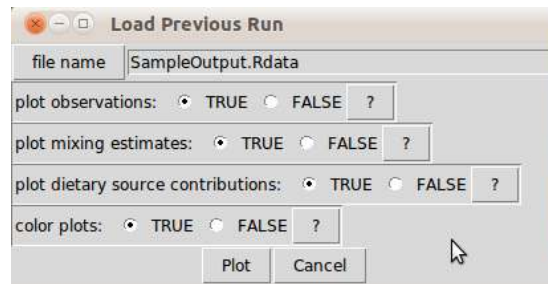 Load Previous Run
file name SampleOutput.Rdata
plot observations: TRUE FALSE ?
plot mixing estimates: TRUE FALSE ?
plot dietary source contributions: TRUE FALSE ?
color plots: TRUE FALSE ?
Plot Cancel